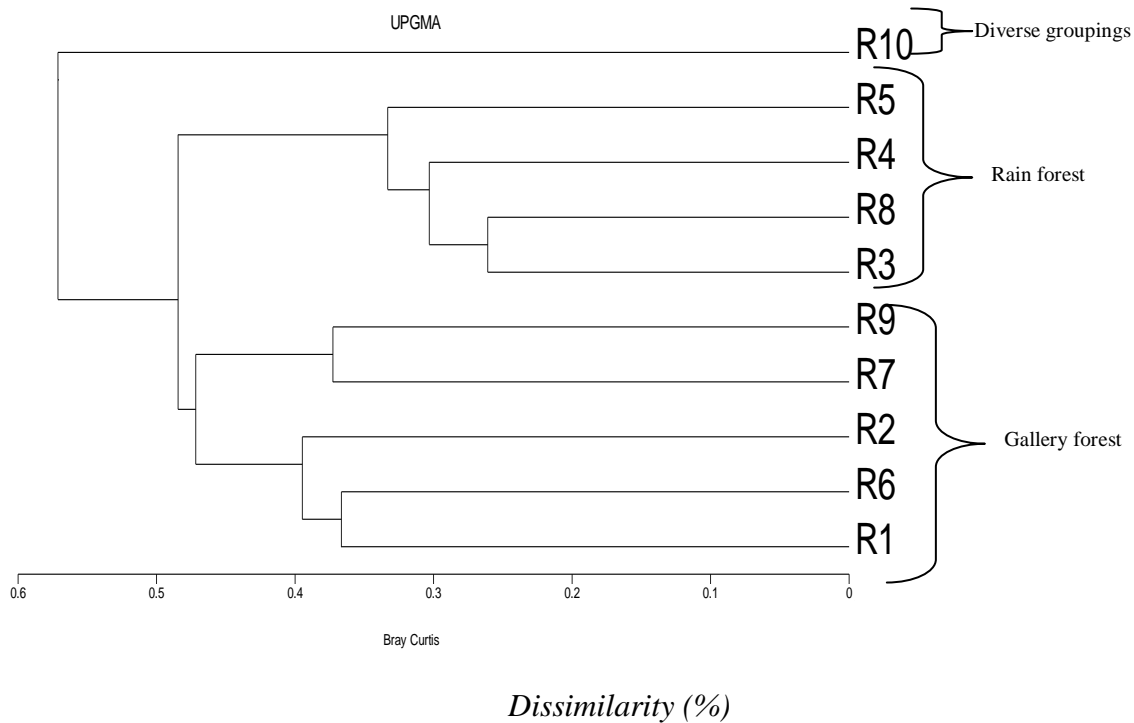 UPGMA
R10
Diverse groupings
R5
R4
Rain forest
R8
R3
R9
R7
R2
Gallery forest
R6
R1
0.6 0.5 0.4 0.3 0.2 0.1 0
Bray Curtis
Dissimilarity (%)